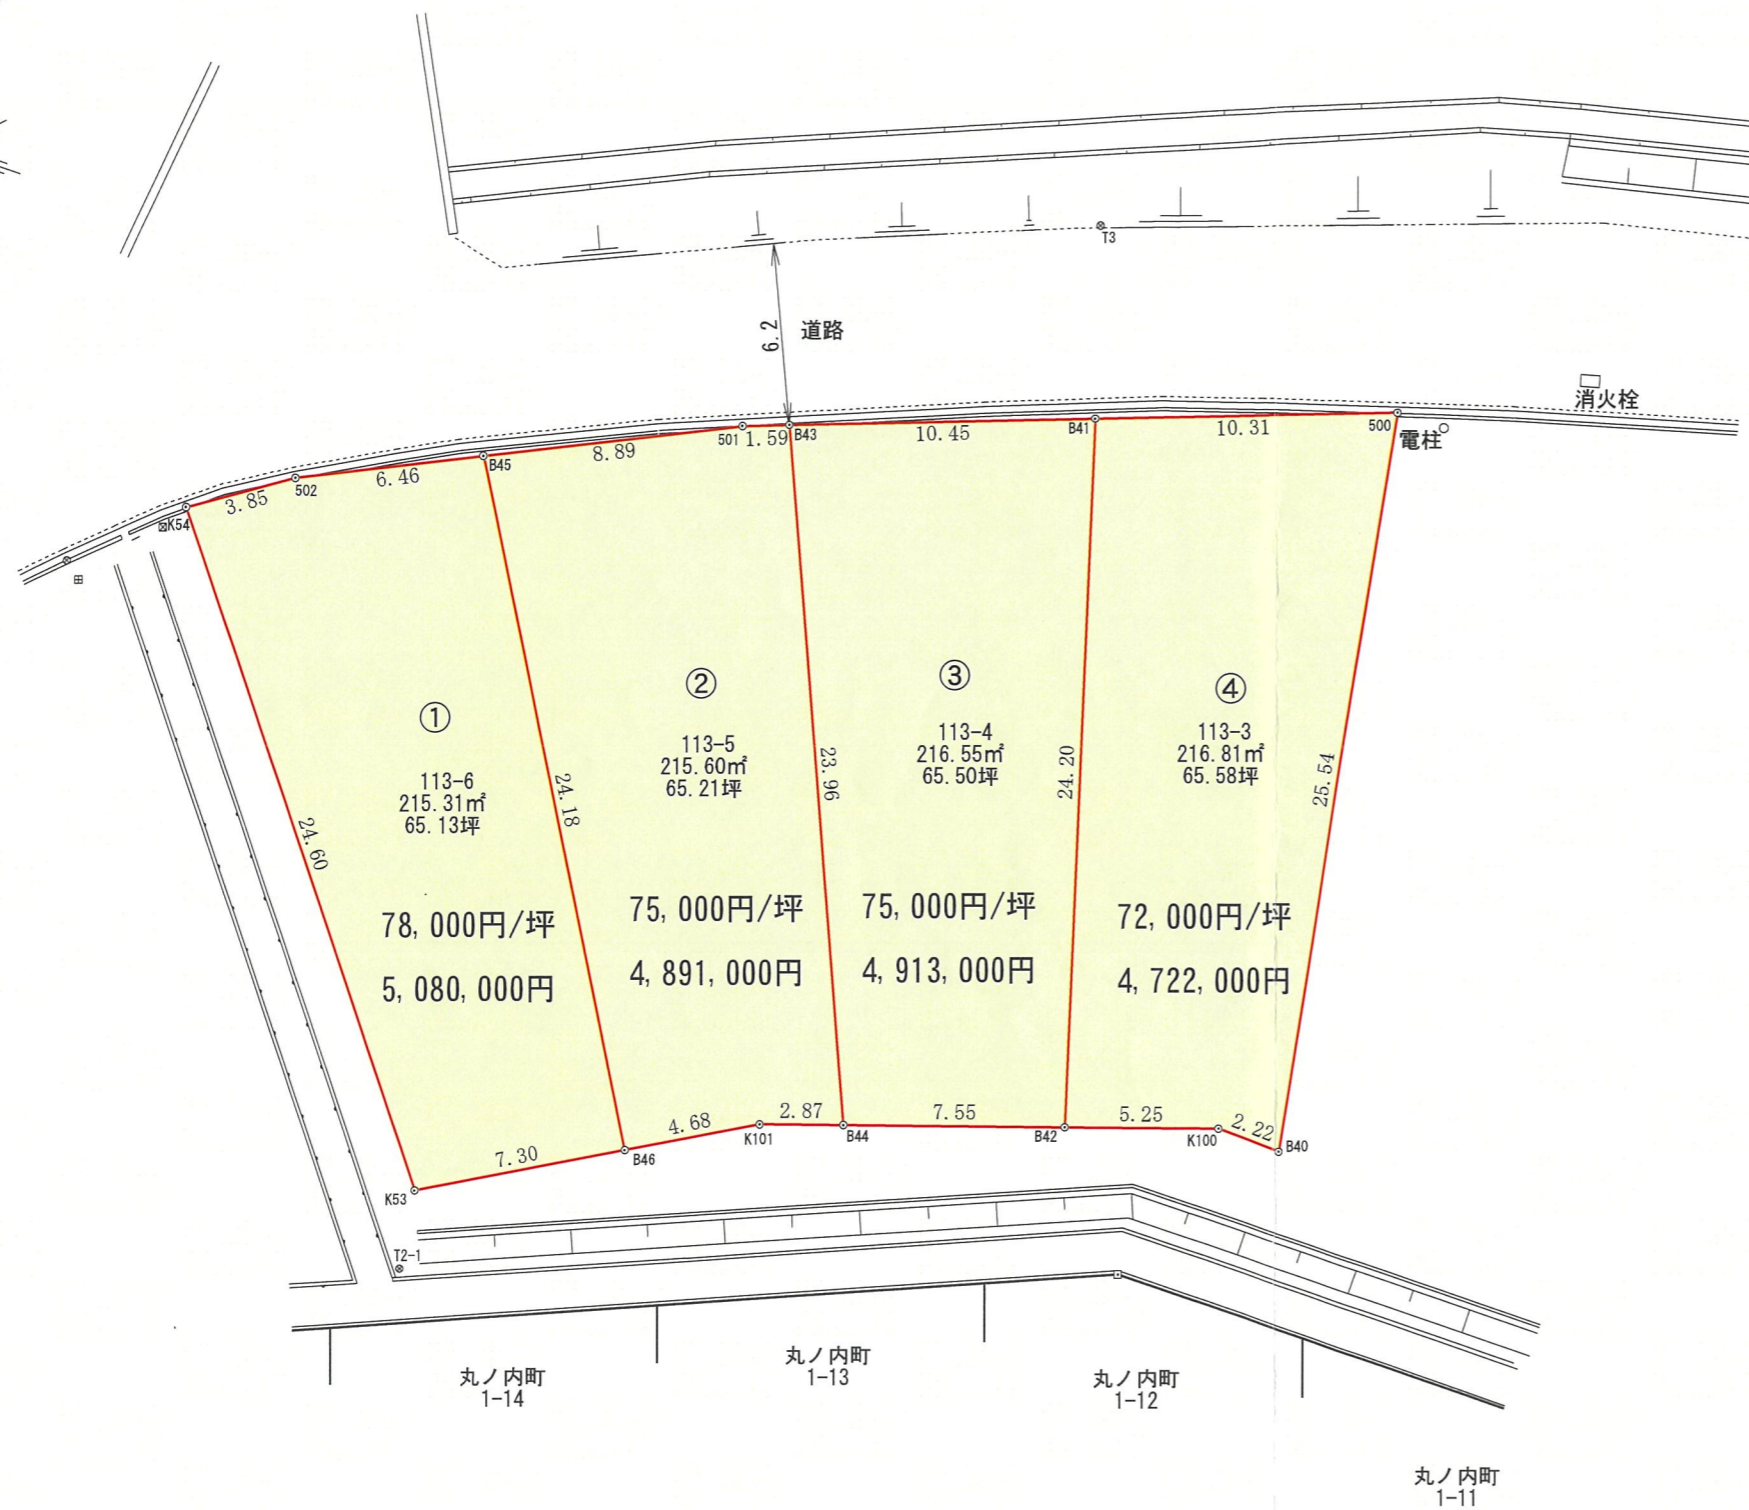 T3
6.2
道路
消火栓
電柱
K54
3.85
502
6.46
B45
8.89
501
1.59
B43
10.45
B41
10.31
500
①
113-6
215.31㎡
65.13坪
78,000円/坪
5,080,000円
②
113-5
215.60㎡
65.21坪
75,000円/坪
4,891,000円
③
113-4
216.55㎡
65.50坪
75,000円/坪
4,913,000円
④
113-3
216.81㎡
65.58坪
72,000円/坪
4,722,000円
24.60
24.18
23.96
24.20
25.54
K53
7.30
B46
4.68
K101
2.87
B44
7.55
B42
5.25
K100
2.22
B40
T2-1
丸ノ内町
1-14
丸ノ内町
1-13
丸ノ内町
1-12
丸ノ内町
1-11